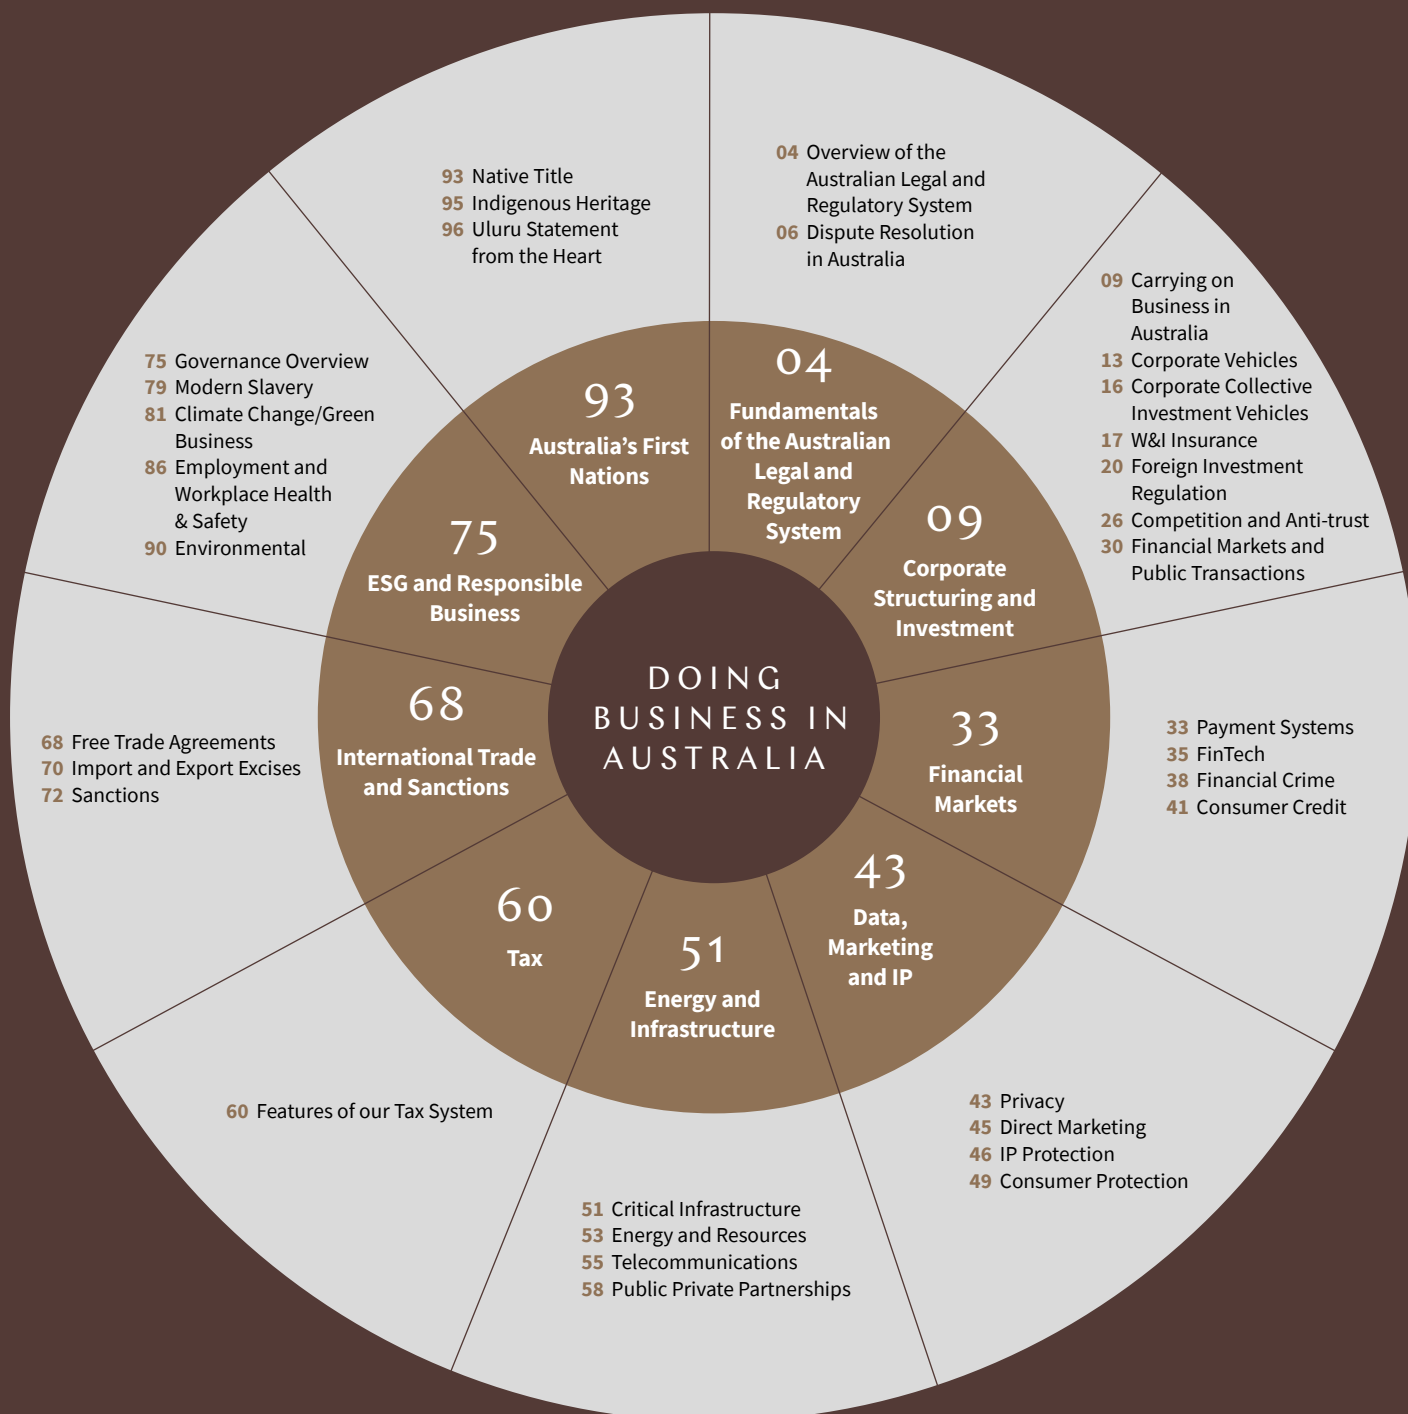 DOING
BUSINESS IN
AUSTRALIA
04
Fundamentals
of the Australian
Legal and
Regulatory
System
04 Overview of the
Australian Legal and
Regulatory System
06 Dispute Resolution
in Australia
09
Corporate
Structuring and
Investment
09 Carrying on
Business in
Australia
13 Corporate Vehicles
16 Corporate Collective
Investment Vehicles
17 W&I Insurance
20 Foreign Investment
Regulation
26 Competition and Anti-trust
30 Financial Markets and
Public Transactions
33
Financial
Markets
33 Payment Systems
35 FinTech
38 Financial Crime
41 Consumer Credit
43
Data,
Marketing
and IP
43 Privacy
45 Direct Marketing
46 IP Protection
49 Consumer Protection
51
Energy and
Infrastructure
51 Critical Infrastructure
53 Energy and Resources
55 Telecommunications
58 Public Private Partnerships
60
Tax
60 Features of our Tax System
68
International Trade
and Sanctions
68 Free Trade Agreements
70 Import and Export Excises
72 Sanctions
75
ESG and Responsible
Business
75 Governance Overview
79 Modern Slavery
81 Climate Change/Green
Business
86 Employment and
Workplace Health
& Safety
90 Environmental
93
Australia’s First
Nations
93 Native Title
95 Indigenous Heritage
96 Uluru Statement
from the Heart